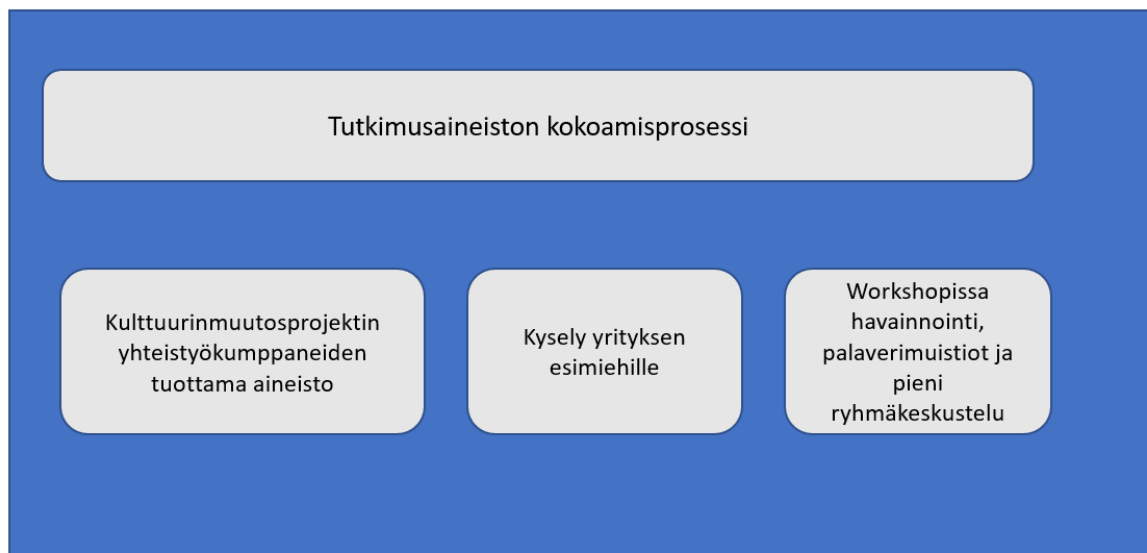 Tutkimusaineiston kokoamisprosessi
Kulttuurinmuutosprojektin
yhteistyökumppaneiden
tuottama aineisto
Kysely yrityksen
esimiehille
Workshopissa
havainnointi,
palaverimuistiot ja
pieni
ryhmäkeskustelu